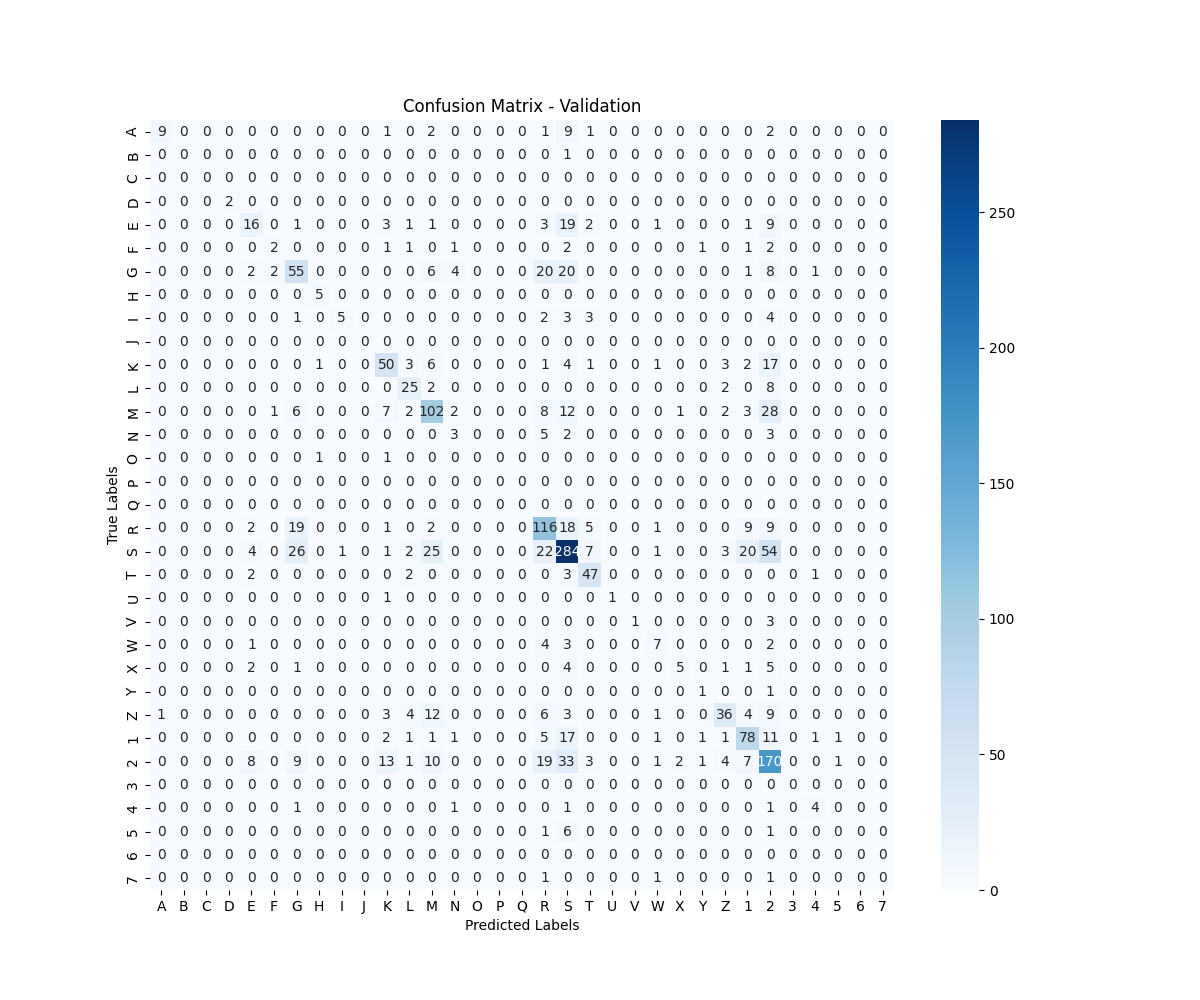 Confusion Matrix - Validation
A 9 0 0 0 0 0 0 0 0 0 1 0 2 0 0 0 0 1 9 1 0 0 0 0 0 0 0 2 0 0 0 0 0
B 0 0 0 0 0 0 0 0 0 0 0 0 0 0 0 0 0 0 1 0 0 0 0 0 0 0 0 0 0 0 0 0 0
C 0 0 0 0 0 0 0 0 0 0 0 0 0 0 0 0 0 0 0 0 0 0 0 0 0 0 0 0 0 0 0 0 0
D 0 0 0 2 0 0 0 0 0 0 0 0 0 0 0 0 0 0 0 0 0 0 0 0 0 0 0 0 0 0 0 0 0
E 0 0 0 0 16 0 1 0 0 0 3 1 1 0 0 0 0 3 19 2 0 0 1 0 0 0 1 9 0 0 0 0 0
F 0 0 0 0 0 2 0 0 0 0 1 1 0 1 0 0 0 0 2 0 0 0 0 0 1 0 1 2 0 0 0 0 0
G 0 0 0 0 2 2 55 0 0 0 0 0 6 4 0 0 0 20 20 0 0 0 0 0 0 0 1 8 0 1 0 0 0
H 0 0 0 0 0 0 0 5 0 0 0 0 0 0 0 0 0 0 0 0 0 0 0 0 0 0 0 0 0 0 0 0 0
I 0 0 0 0 0 0 1 0 5 0 0 0 0 0 0 0 0 2 3 3 0 0 0 0 0 0 0 4 0 0 0 0 0
J 0 0 0 0 0 0 0 0 0 0 0 0 0 0 0 0 0 0 0 0 0 0 0 0 0 0 0 0 0 0 0 0 0
K 0 0 0 0 0 0 0 1 0 0 50 3 6 0 0 0 0 1 4 1 0 0 1 0 0 3 2 17 0 0 0 0 0
L 0 0 0 0 0 0 0 0 0 0 0 25 2 0 0 0 0 0 0 0 0 0 0 0 0 2 0 8 0 0 0 0 0
M 0 0 0 0 0 1 6 0 0 0 7 2 102 2 0 0 0 8 12 0 0 0 0 1 0 2 3 28 0 0 0 0 0
N 0 0 0 0 0 0 0 0 0 0 0 0 0 3 0 0 0 5 2 0 0 0 0 0 0 0 0 3 0 0 0 0 0
O 0 0 0 0 0 0 0 1 0 0 1 0 0 0 0 0 0 0 0 0 0 0 0 0 0 0 0 0 0 0 0 0 0
P 0 0 0 0 0 0 0 0 0 0 0 0 0 0 0 0 0 0 0 0 0 0 0 0 0 0 0 0 0 0 0 0 0
Q 0 0 0 0 0 0 0 0 0 0 0 0 0 0 0 0 0 0 0 0 0 0 0 0 0 0 0 0 0 0 0 0 0
R 0 0 0 0 2 0 19 0 0 0 1 0 2 0 0 0 0 116 18 5 0 0 1 0 0 0 9 9 0 0 0 0 0
S 0 0 0 0 4 0 26 0 1 0 1 2 25 0 0 0 0 22 284 7 0 0 1 0 0 3 20 54 0 0 0 0 0
T 0 0 0 0 2 0 0 0 0 0 0 2 0 0 0 0 0 0 3 47 0 0 0 0 0 0 0 0 0 1 0 0 0
U 0 0 0 0 0 0 0 0 0 0 1 0 0 0 0 0 0 0 0 0 1 0 0 0 0 0 0 0 0 0 0 0 0
V 0 0 0 0 0 0 0 0 0 0 0 0 0 0 0 0 0 0 0 0 0 1 0 0 0 0 0 3 0 0 0 0 0
W 0 0 0 0 1 0 0 0 0 0 0 0 0 0 0 0 0 4 3 0 0 0 7 0 0 0 0 2 0 0 0 0 0
X 0 0 0 0 2 0 1 0 0 0 0 0 0 0 0 0 0 0 4 0 0 0 0 5 0 1 1 5 0 0 0 0 0
Y 0 0 0 0 0 0 0 0 0 0 0 0 0 0 0 0 0 0 0 0 0 0 0 0 1 0 0 1 0 0 0 0 0
Z 1 0 0 0 0 0 0 0 0 0 3 4 12 0 0 0 0 6 3 0 0 0 1 0 0 36 4 9 0 0 0 0 0
1 0 0 0 0 0 0 0 0 0 0 2 1 1 1 0 0 0 5 17 0 0 0 1 0 1 1 78 11 0 1 1 0 0
2 0 0 0 0 8 0 9 0 0 0 13 1 10 0 0 0 0 19 33 3 0 0 1 2 1 4 7 170 0 0 1 0 0
3 0 0 0 0 0 0 0 0 0 0 0 0 0 0 0 0 0 0 0 0 0 0 0 0 0 0 0 0 0 0 0 0 0
4 0 0 0 0 0 0 1 0 0 0 0 0 0 1 0 0 0 0 1 0 0 0 0 0 0 0 0 1 0 4 0 0 0
5 0 0 0 0 0 0 0 0 0 0 0 0 0 0 0 0 0 1 6 0 0 0 0 0 0 0 0 1 0 0 0 0 0
6 0 0 0 0 0 0 0 0 0 0 0 0 0 0 0 0 0 0 0 0 0 0 0 0 0 0 0 0 0 0 0 0 0
7 0 0 0 0 0 0 0 0 0 0 0 0 0 0 0 0 0 1 0 0 0 0 1 0 0 0 0 1 0 0 0 0 0
A B C D E F G H I J K L M N O P Q R S T U V W X Y Z 1 2 3 4 5 6 7
Predicted Labels
True Labels
250
200
150
100
50
0